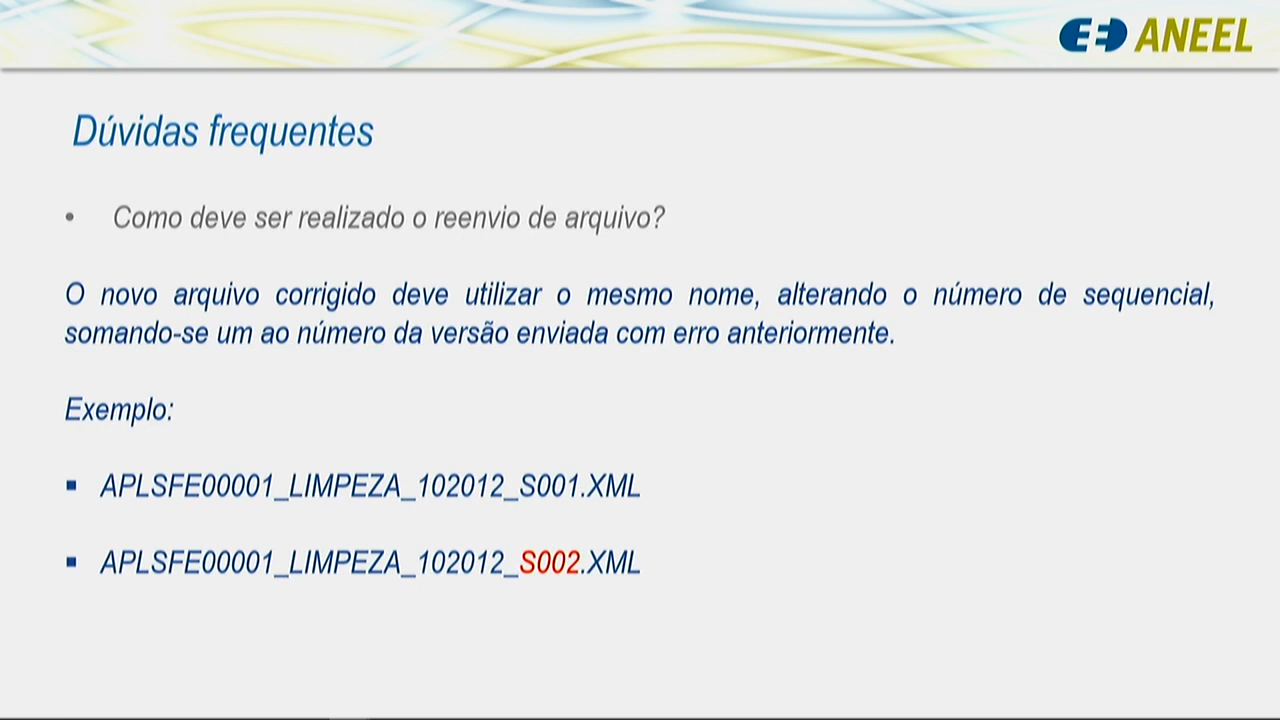 ANEEL
Dúvidas frequentes
• Como deve ser realizado o reenvio de arquivo?
O novo arquivo corrigido deve utilizar o mesmo nome, alterando o número de sequencial,
somando-se um ao número da versão enviada com erro anteriormente.
Exemplo:
▪ APLSFE00001_LIMPEZA_102012_S001.XML
▪ APLSFE00001_LIMPEZA_102012_S002.XML